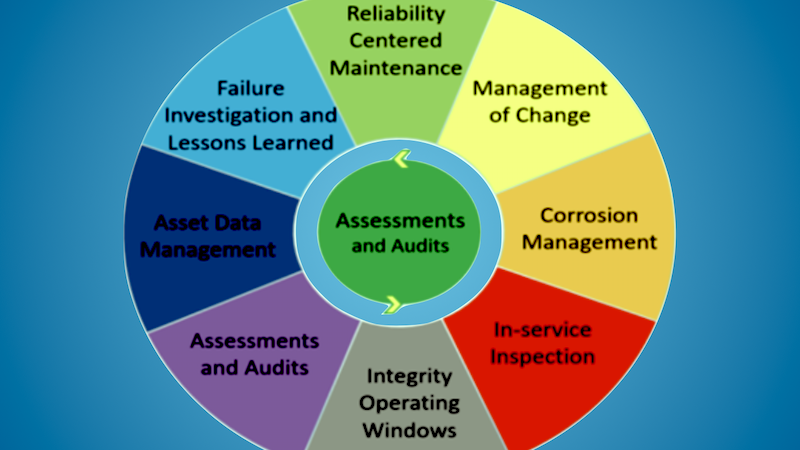 Reliability
Centered
Maintenance
Management
of Change
Corrosion
Management
In-service
Inspection
Integrity
Operating
Windows
Assessments
and Audits
Asset Data
Management
Failure
Investigation and
Lessons Learned
Assessments
and Audits